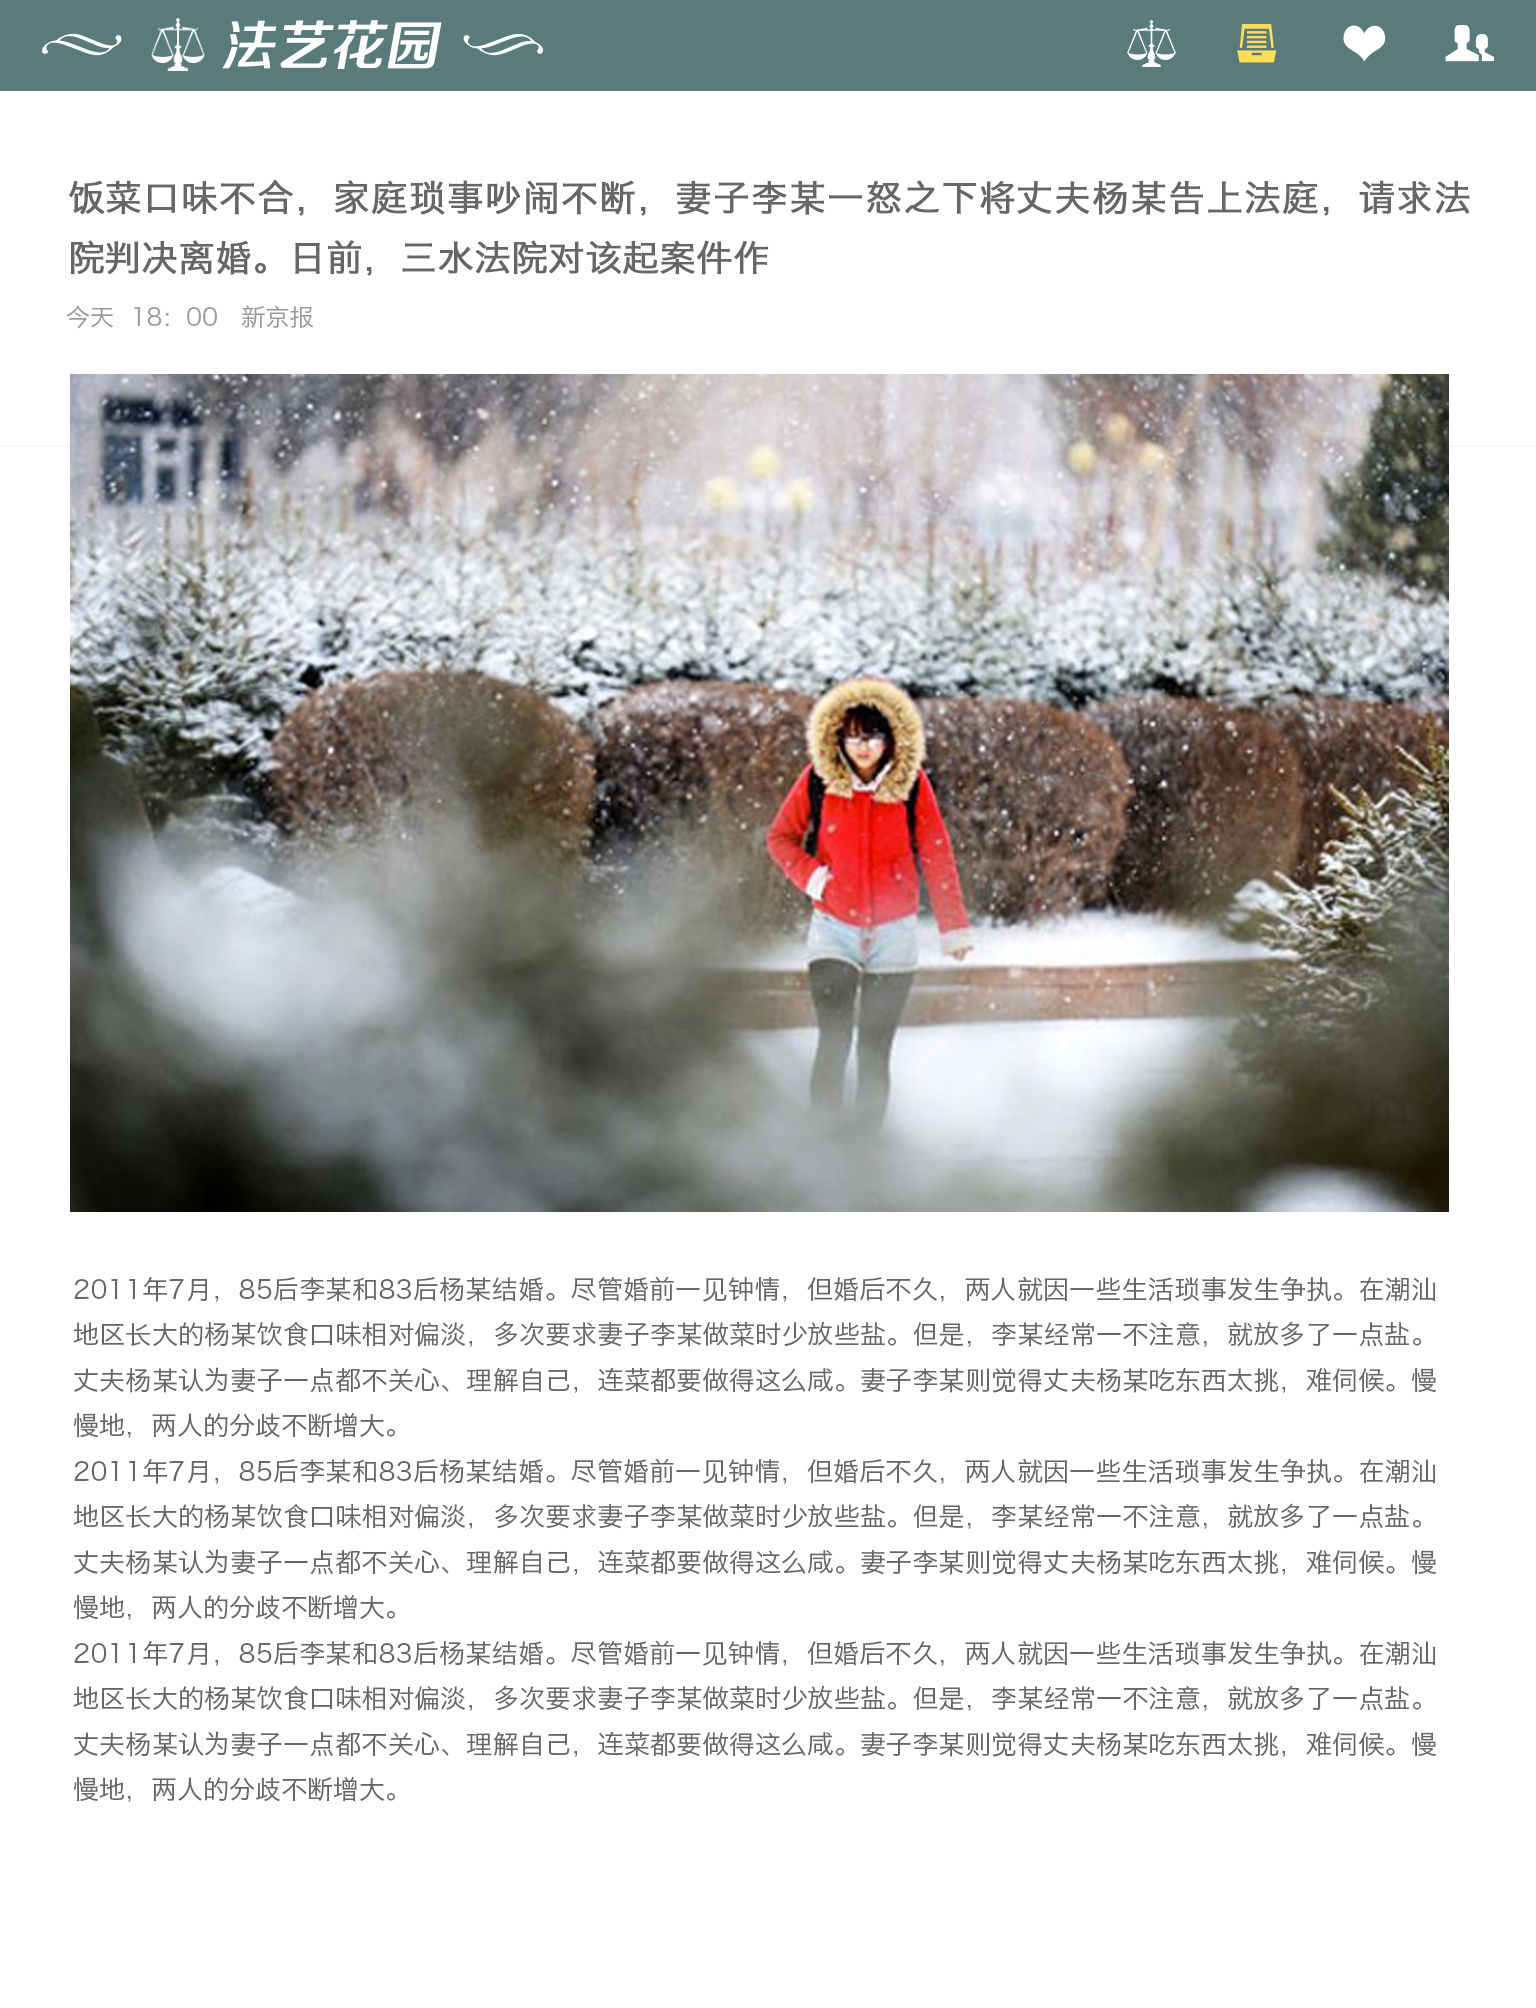 法艺花园
饭菜口味不合，家庭琐事吵闹不断，妻子李某一怒之下将丈夫杨某告上法庭，请求法
院判决离婚。日前，三水法院对该起案件作
今天 18：00 新京报
2011年7月，85后李某和83后杨某结婚。尽管婚前一见钟情，但婚后不久，两人就因一些生活琐事发生争执。在潮汕
地区长大的杨某饮食口味相对偏淡，多次要求妻子李某做菜时少放些盐。但是，李某经常一不注意，就放多了一点盐。
丈夫杨某认为妻子一点都不关心、理解自己，连菜都要做得这么咸。妻子李某则觉得丈夫杨某吃东西太挑，难伺候。慢
慢地，两人的分歧不断增大。
2011年7月，85后李某和83后杨某结婚。尽管婚前一见钟情，但婚后不久，两人就因一些生活琐事发生争执。在潮汕
地区长大的杨某饮食口味相对偏淡，多次要求妻子李某做菜时少放些盐。但是，李某经常一不注意，就放多了一点盐。
丈夫杨某认为妻子一点都不关心、理解自己，连菜都要做得这么咸。妻子李某则觉得丈夫杨某吃东西太挑，难伺候。慢
慢地，两人的分歧不断增大。
2011年7月，85后李某和83后杨某结婚。尽管婚前一见钟情，但婚后不久，两人就因一些生活琐事发生争执。在潮汕
地区长大的杨某饮食口味相对偏淡，多次要求妻子李某做菜时少放些盐。但是，李某经常一不注意，就放多了一点盐。
丈夫杨某认为妻子一点都不关心、理解自己，连菜都要做得这么咸。妻子李某则觉得丈夫杨某吃东西太挑，难伺候。慢
慢地，两人的分歧不断增大。